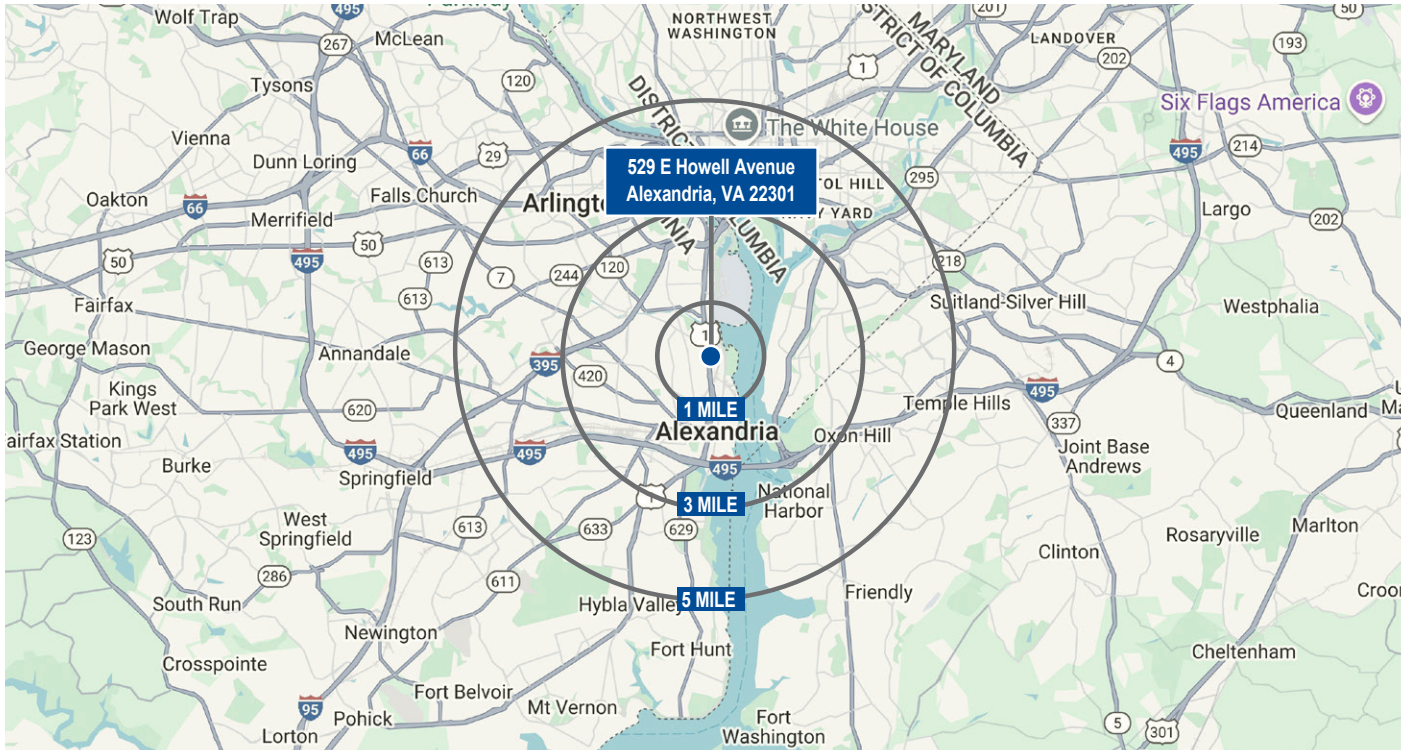 Parkway
NORTHWEST
WASHINGTON
201
50
Wolf Trap
495
McLean
267
1
LANDOVER
MARYLAND
DISTRICT OF COLUMBIA
193
202
120
Tysons
Six Flags America
The White House
Vienna
66
29
Dunn Loring
495
214
529 E Howell Avenue
Alexandria, VA 22301
Falls Church
295
Oakton
66
Merrifield
Largo
202
50
50
495
613
7
244
120
218
613
Fairfax
Suitland-Silver Hill
Westphalia
1
George Mason
Annandale
395
420
4
Kings
Park West
620
495
Temple Hills
1 MILE
Queenland
337
Alexandria
Oxon Hill
Burke
495
495
495
Springfield
Joint Base
Andrews
1
3 MILE
National
Harbor
West
Springfield
123
613
633
629
Rosaryville
Marlton
Clinton
286
611
South Run
Hybla Valley
5 MILE
Friendly
Newington
Fort Hunt
Crosspointe
Cheltenham
Fort Belvoir
95
Pohick
Mt Vernon
Fort
Washington
5
301
Lorton